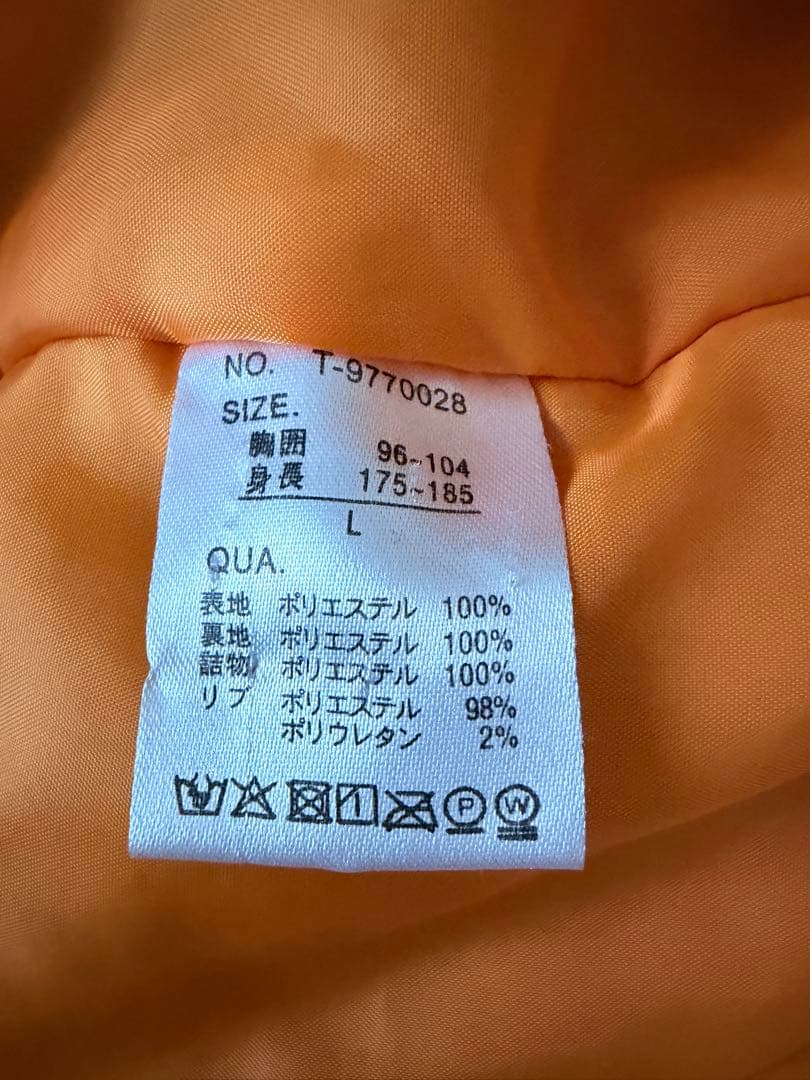 NO. T-9770028
SIZE.
胸囲 96~104
身長 175~185
L
QUA.
表地 ポリエステル 100%
裏地 ポリエステル 100%
詰物 ポリエステル 100%
リブ ポリエステル 98%
ポリウレタン 2%
P W